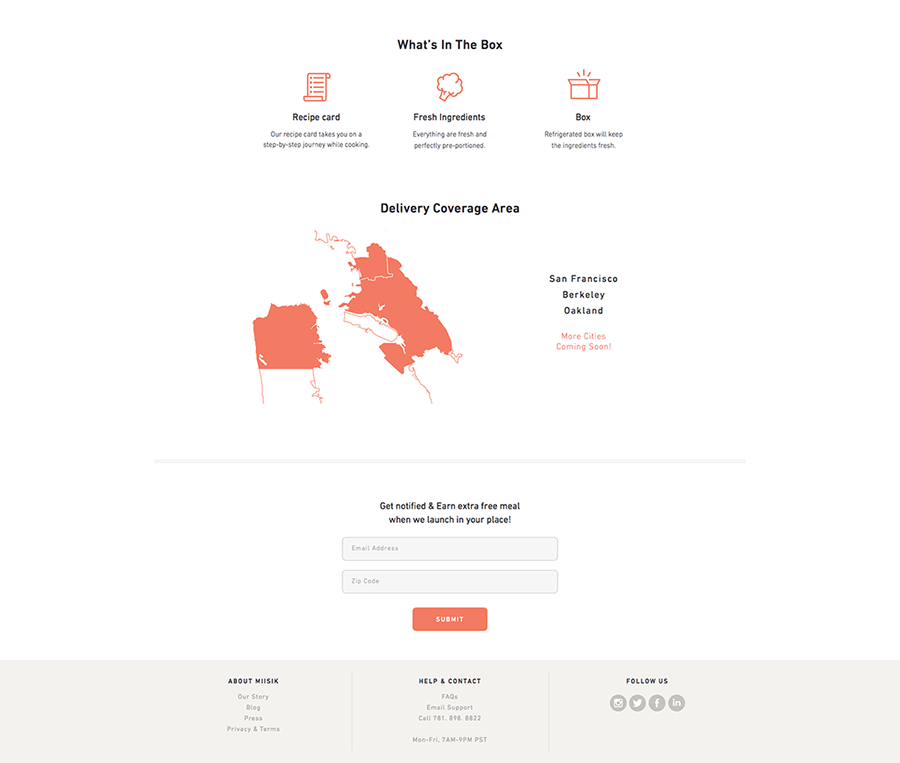 What's In The Box
Recipe card
Our recipe card takes you on a
step-by-step journey while cooking.
Fresh Ingredients
Everything are fresh and
perfectly pre-portioned.
Box
Refrigerated box will keep
the ingredients fresh.
Delivery Coverage Area
San Francisco
Berkeley
Oakland
More Cities
Coming Soon!
Get notified & Earn extra free meal
when we launch in your place!
Email Address
Zip Code
SUBMIT
ABOUT MIISIK
Our Story
Blog
Press
Privacy & Terms
HELP & CONTACT
FAQs
Email Support
Call 781. 898. 8822
Mon-Fri, 7AM-9PM PST
FOLLOW US